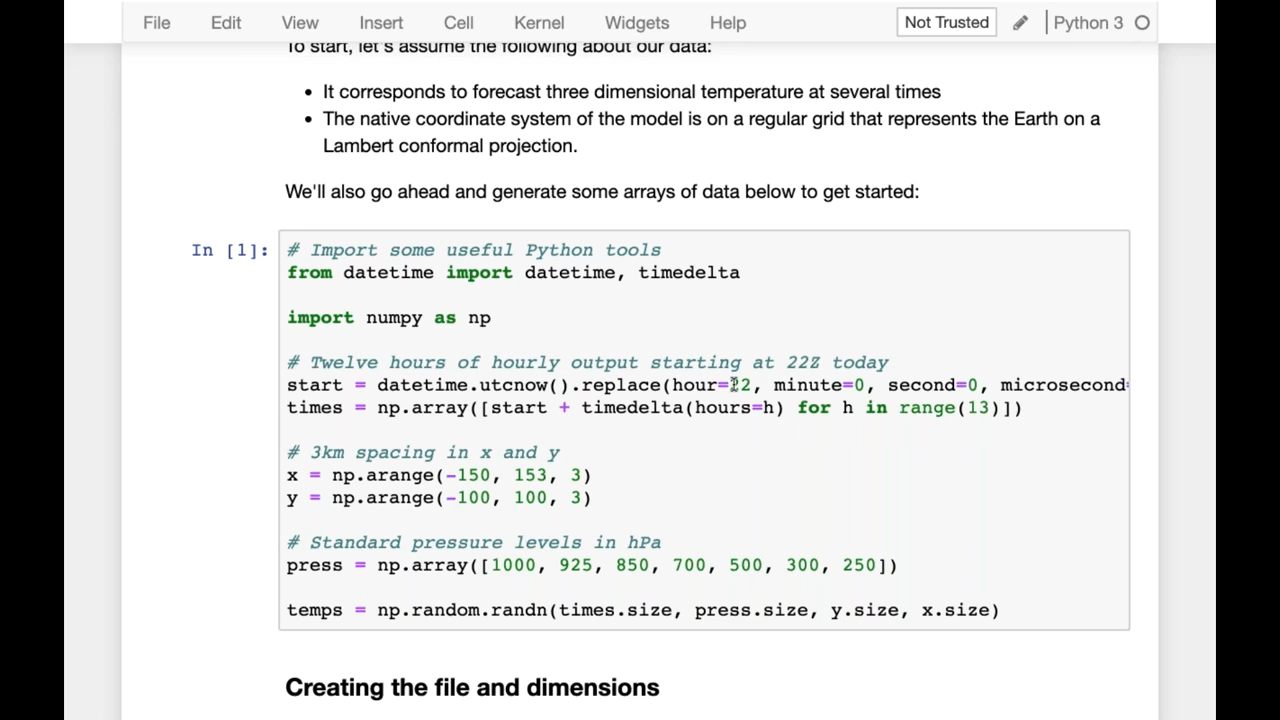 File Edit View Insert Cell Kernel Widgets Help Not Trusted Python 3
To start, let's assume the following about our data:
• It corresponds to forecast three dimensional temperature at several times
• The native coordinate system of the model is on a regular grid that represents the Earth on a
Lambert conformal projection.
We'll also go ahead and generate some arrays of data below to get started:
In [1]:
# Import some useful Python tools
from datetime import datetime, timedelta
import numpy as np
# Twelve hours of hourly output starting at 22Z today
start = datetime.utcnow().replace(hour=22, minute=0, second=0, microsecond=
times = np.array([start + timedelta(hours=h) for h in range(13)])
# 3km spacing in x and y
x = np.arange(-150, 153, 3)
y = np.arange(-100, 100, 3)
# Standard pressure levels in hPa
press = np.array([1000, 925, 850, 700, 500, 300, 250])
temps = np.random.randn(times.size, press.size, y.size, x.size)
Creating the file and dimensions